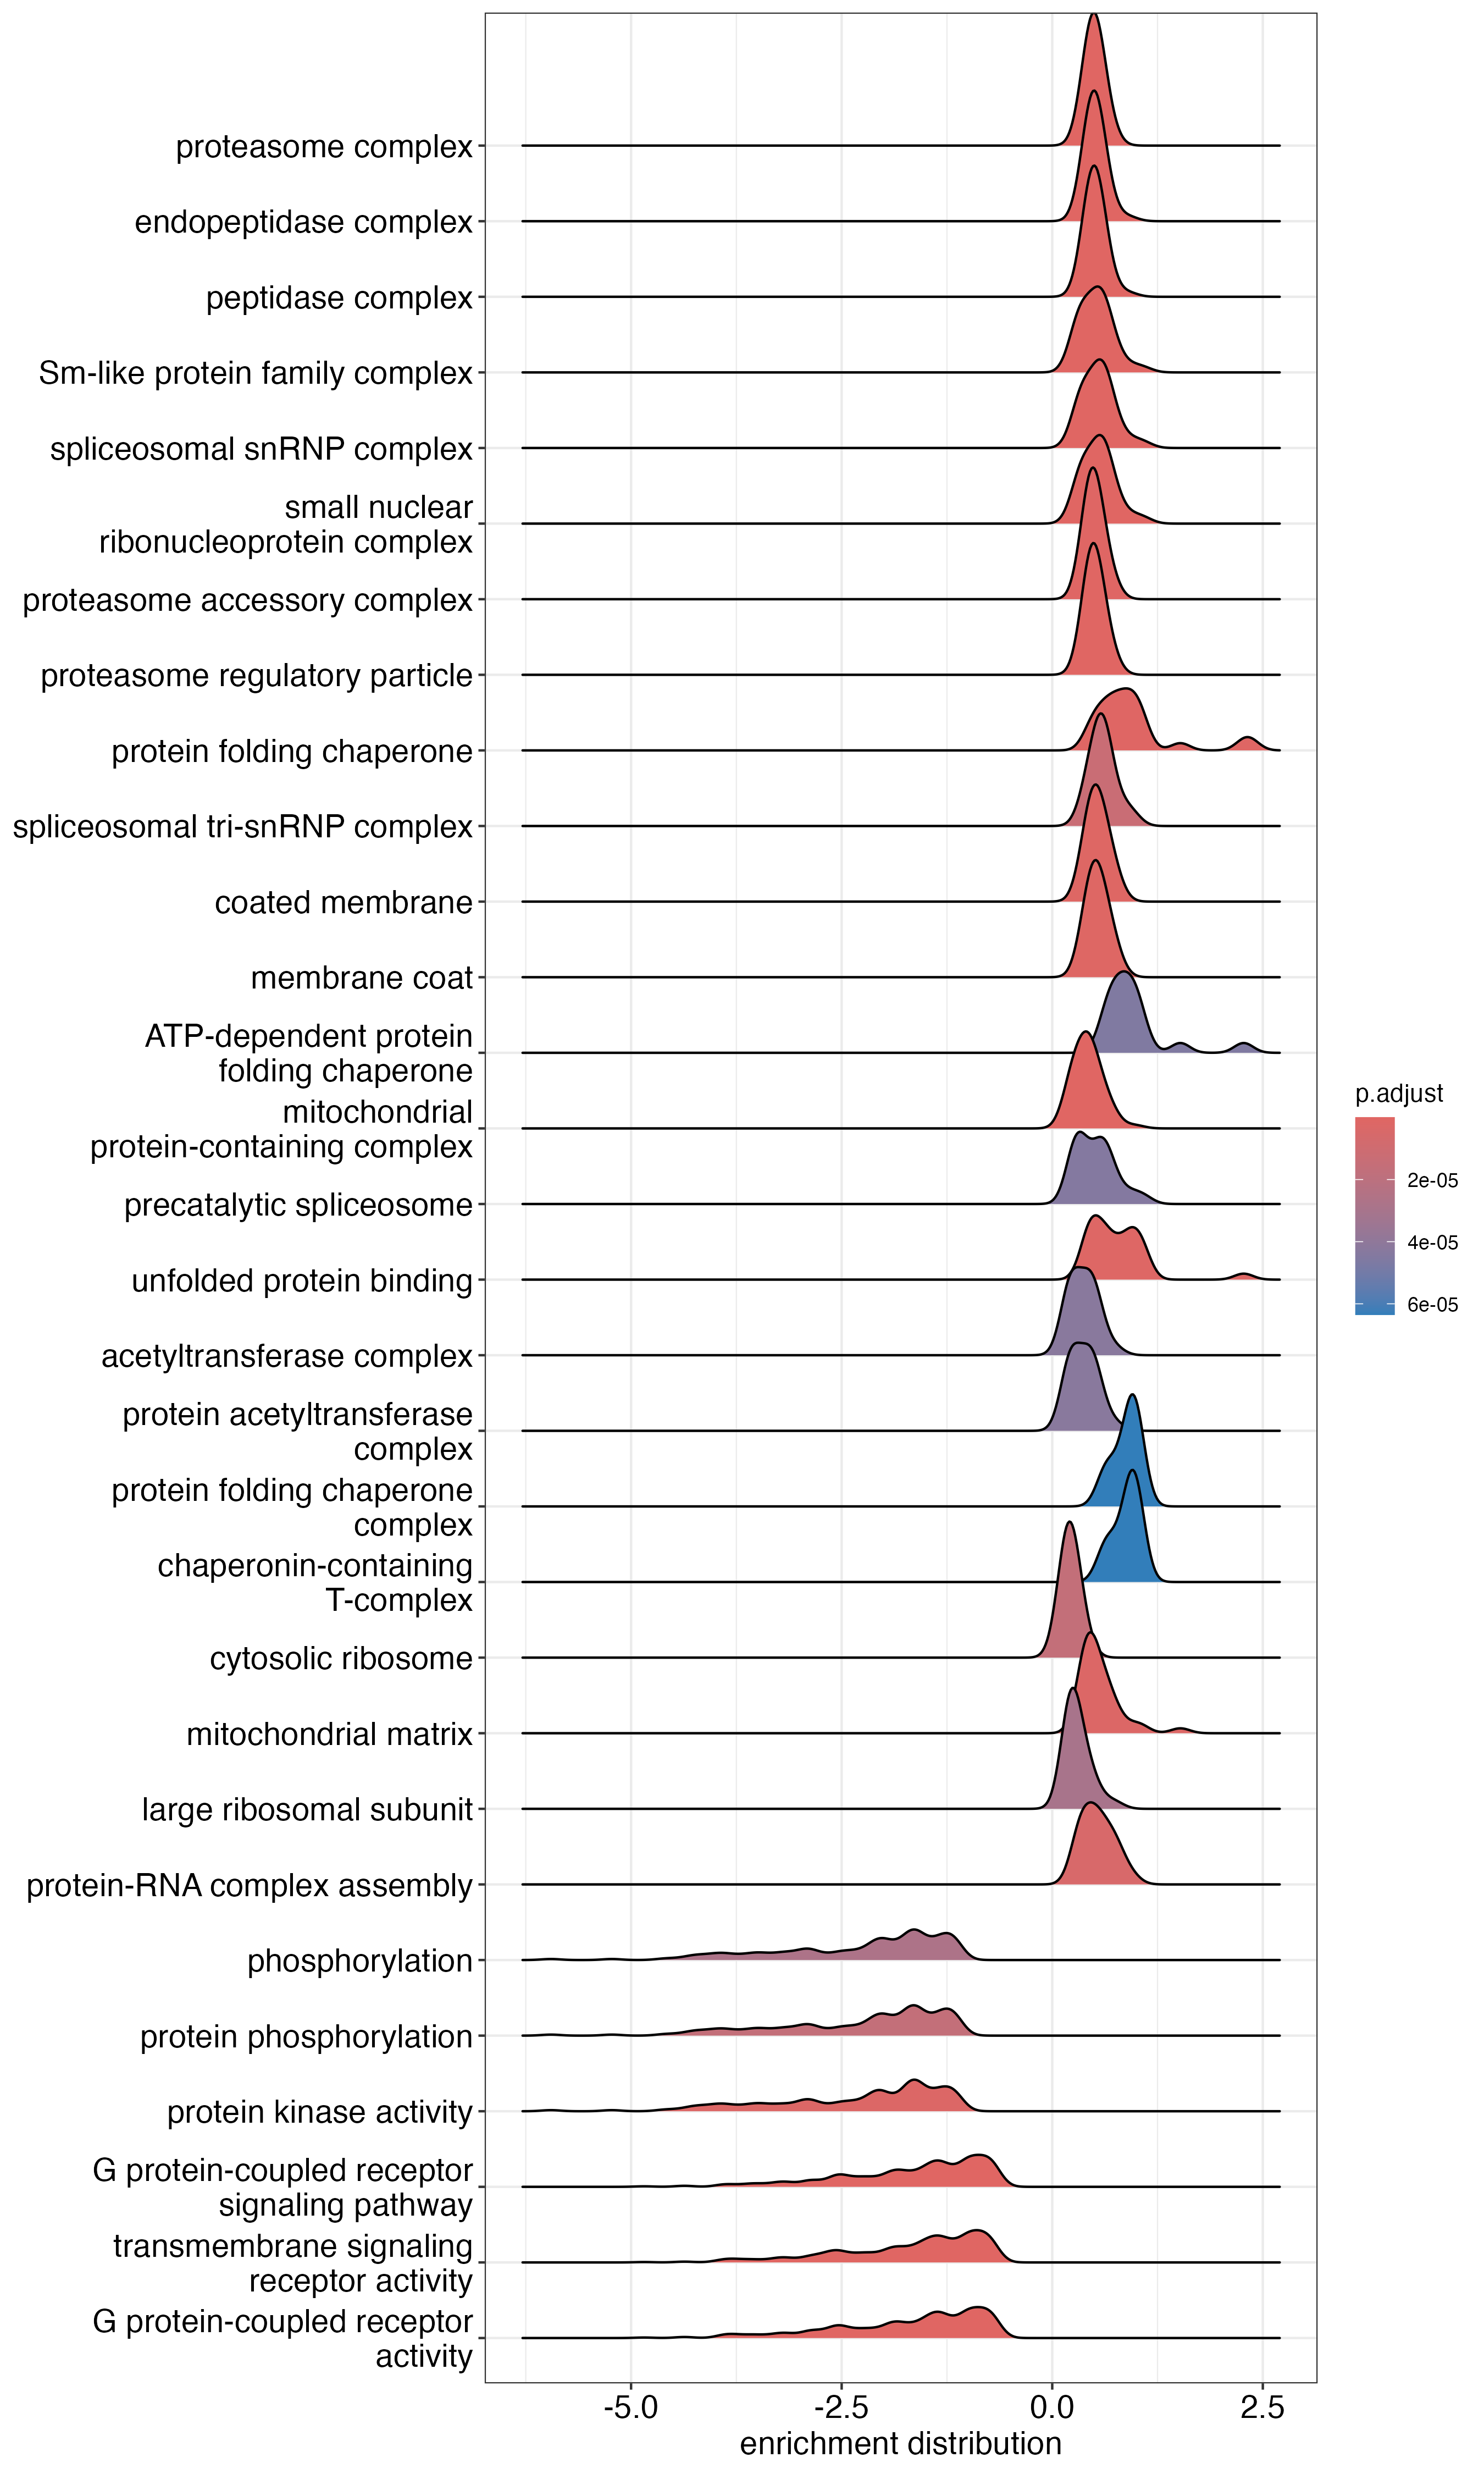 proteasome complex
endopeptidase complex
peptidase complex
Sm-like protein family complex
spliceosomal snRNP complex
small nuclear
ribonucleoprotein complex
proteasome accessory complex
proteasome regulatory particle
protein folding chaperone
spliceosomal tri-snRNP complex
coated membrane
membrane coat
ATP-dependent protein
folding chaperone
mitochondrial
protein-containing complex
precatalytic spliceosome
unfolded protein binding
acetyltransferase complex
protein acetyltransferase
complex
protein folding chaperone
complex
chaperonin-containing
T-complex
cytosolic ribosome
mitochondrial matrix
large ribosomal subunit
protein-RNA complex assembly
phosphorylation
protein phosphorylation
protein kinase activity
G protein-coupled receptor
signaling pathway
transmembrane signaling
receptor activity
G protein-coupled receptor
activity
-5.0 -2.5 0.0 2.5
enrichment distribution
p.adjust
2e-05
4e-05
6e-05